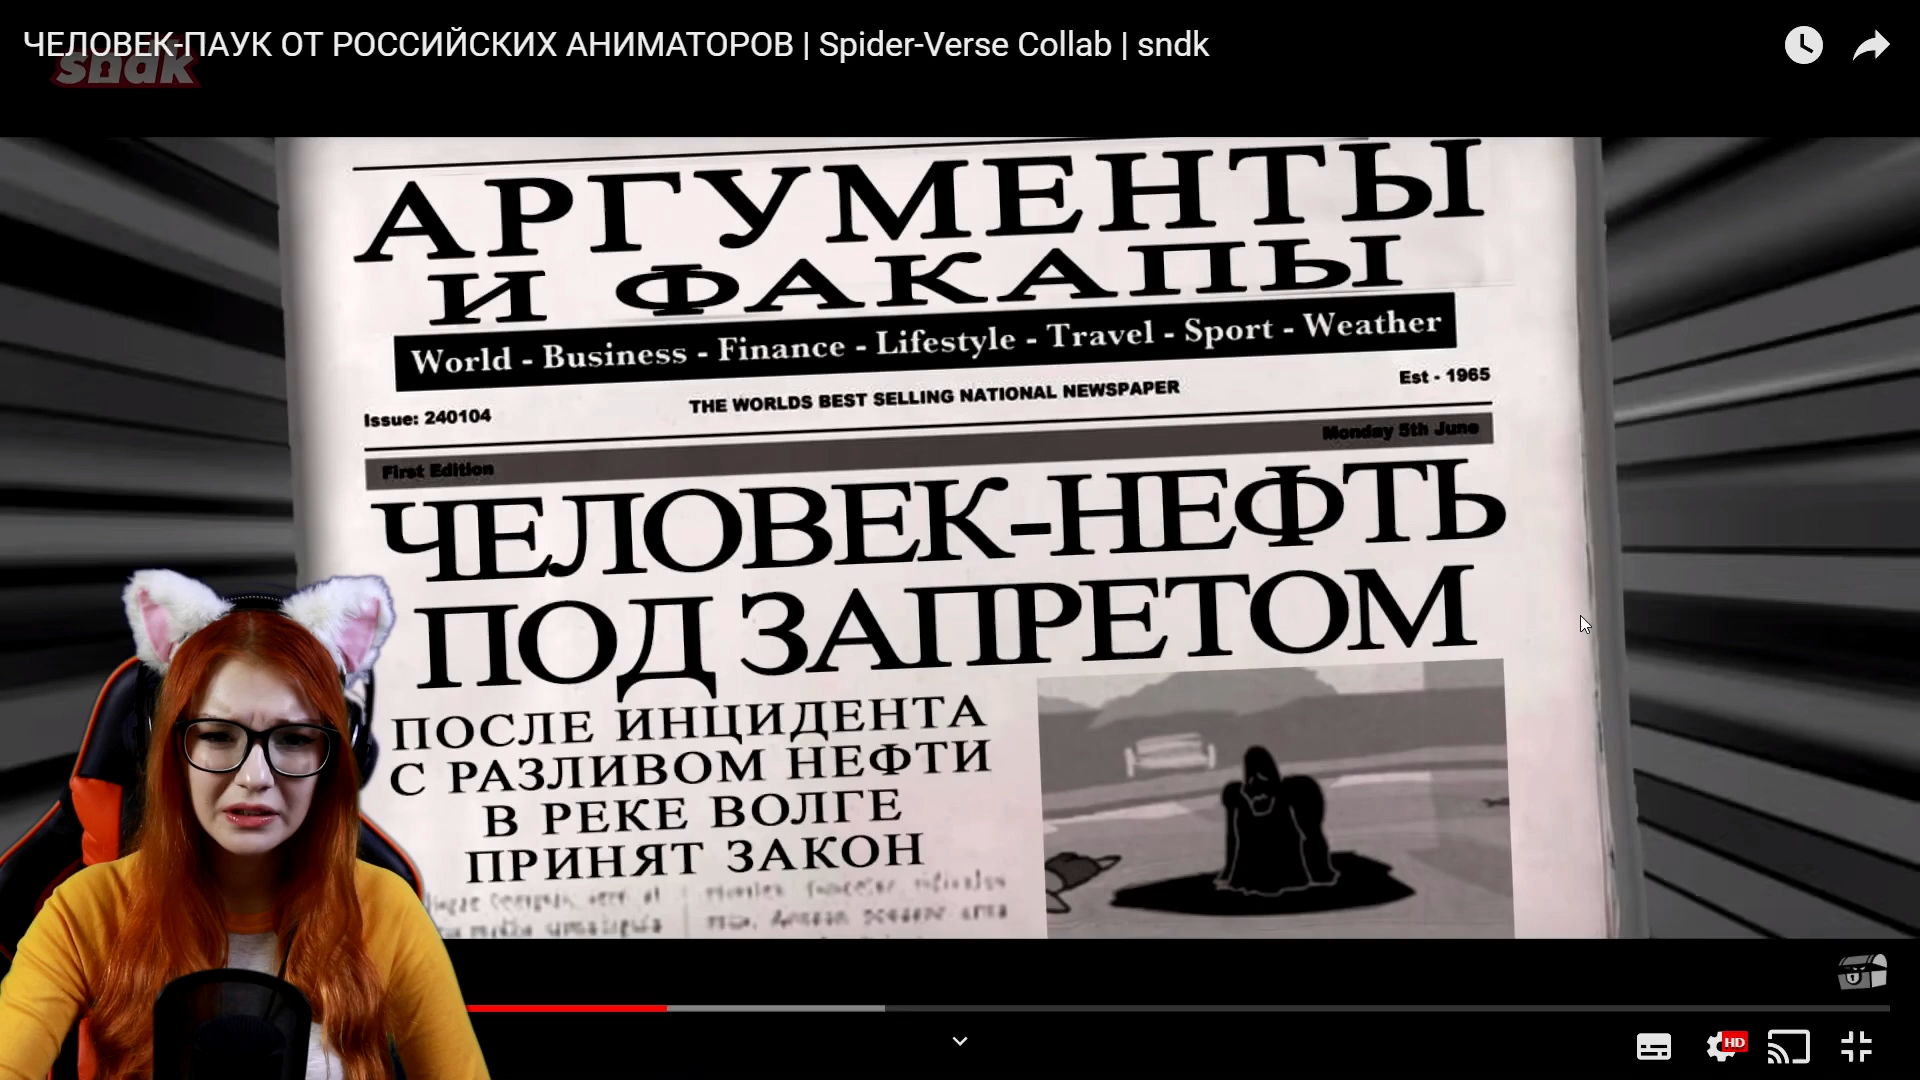 ЧЕЛОВЕК-ПАУК ОТ РОССИЙСКИХ АНИМАТОРОВ | Spider-Verse Collab | sndk
sndk
АРГУМЕНТЫ
И ФАКАПЫ
World - Business - Finance - Lifestyle - Travel - Sport - Weather
Issue: 240104
THE WORLDS BEST SELLING NATIONAL NEWSPAPER
Est - 1965
First Edition
Monday 5th June
ЧЕЛОВЕК-НЕФТЬ
ПОД ЗАПРЕТОМ
ПОСЛЕ ИНЦИДЕНТА
С РАЗЛИВОМ НЕФТИ
В РЕКЕ ВОЛГЕ
ПРИНЯТ ЗАКОН
HD